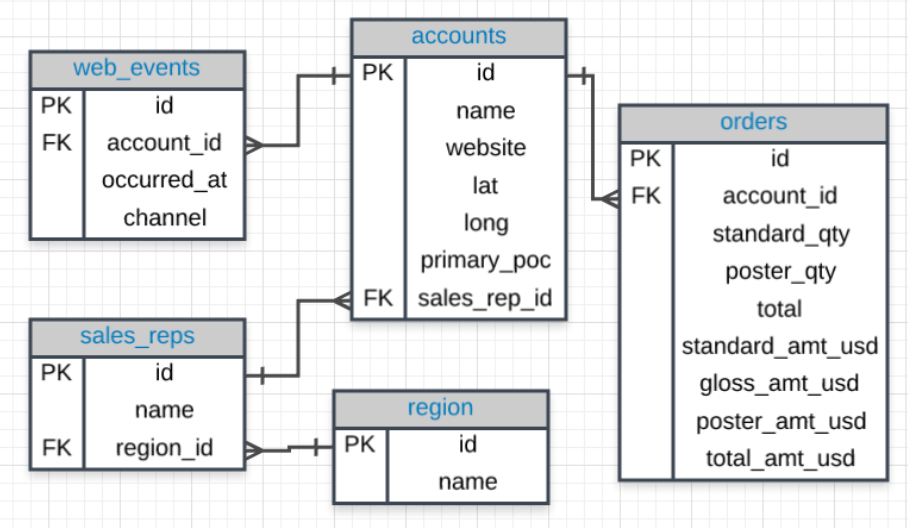 web_events
PK id
FK account_id
occurred_at
channel
accounts
PK id
name
website
lat
long
primary_poc
FK sales_rep_id
orders
PK id
FK account_id
standard_qty
poster_qty
total
standard_amt_usd
gloss_amt_usd
poster_amt_usd
total_amt_usd
sales_reps
PK id
name
FK region_id
region
PK id
name